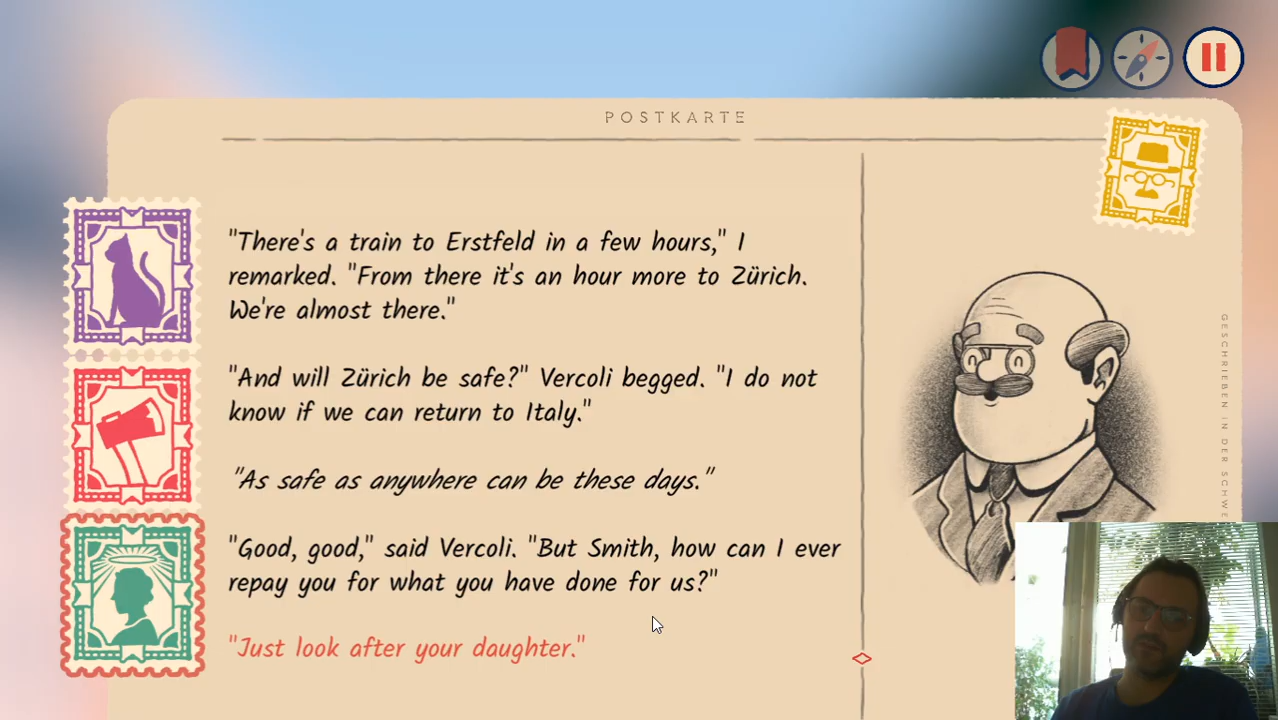 POSTKARTE
"There's a train to Erstfeld in a few hours," I
remarked. "From there it's an hour more to Zürich.
We're almost there."
"And will Zürich be safe?" Vercoli begged. "I do not
know if we can return to Italy."
"As safe as anywhere can be these days."
"Good, good," said Vercoli. "But Smith, how can I ever
repay you for what you have done for us?"
"Just look after your daughter."
GESCHRIEBEN IN DER